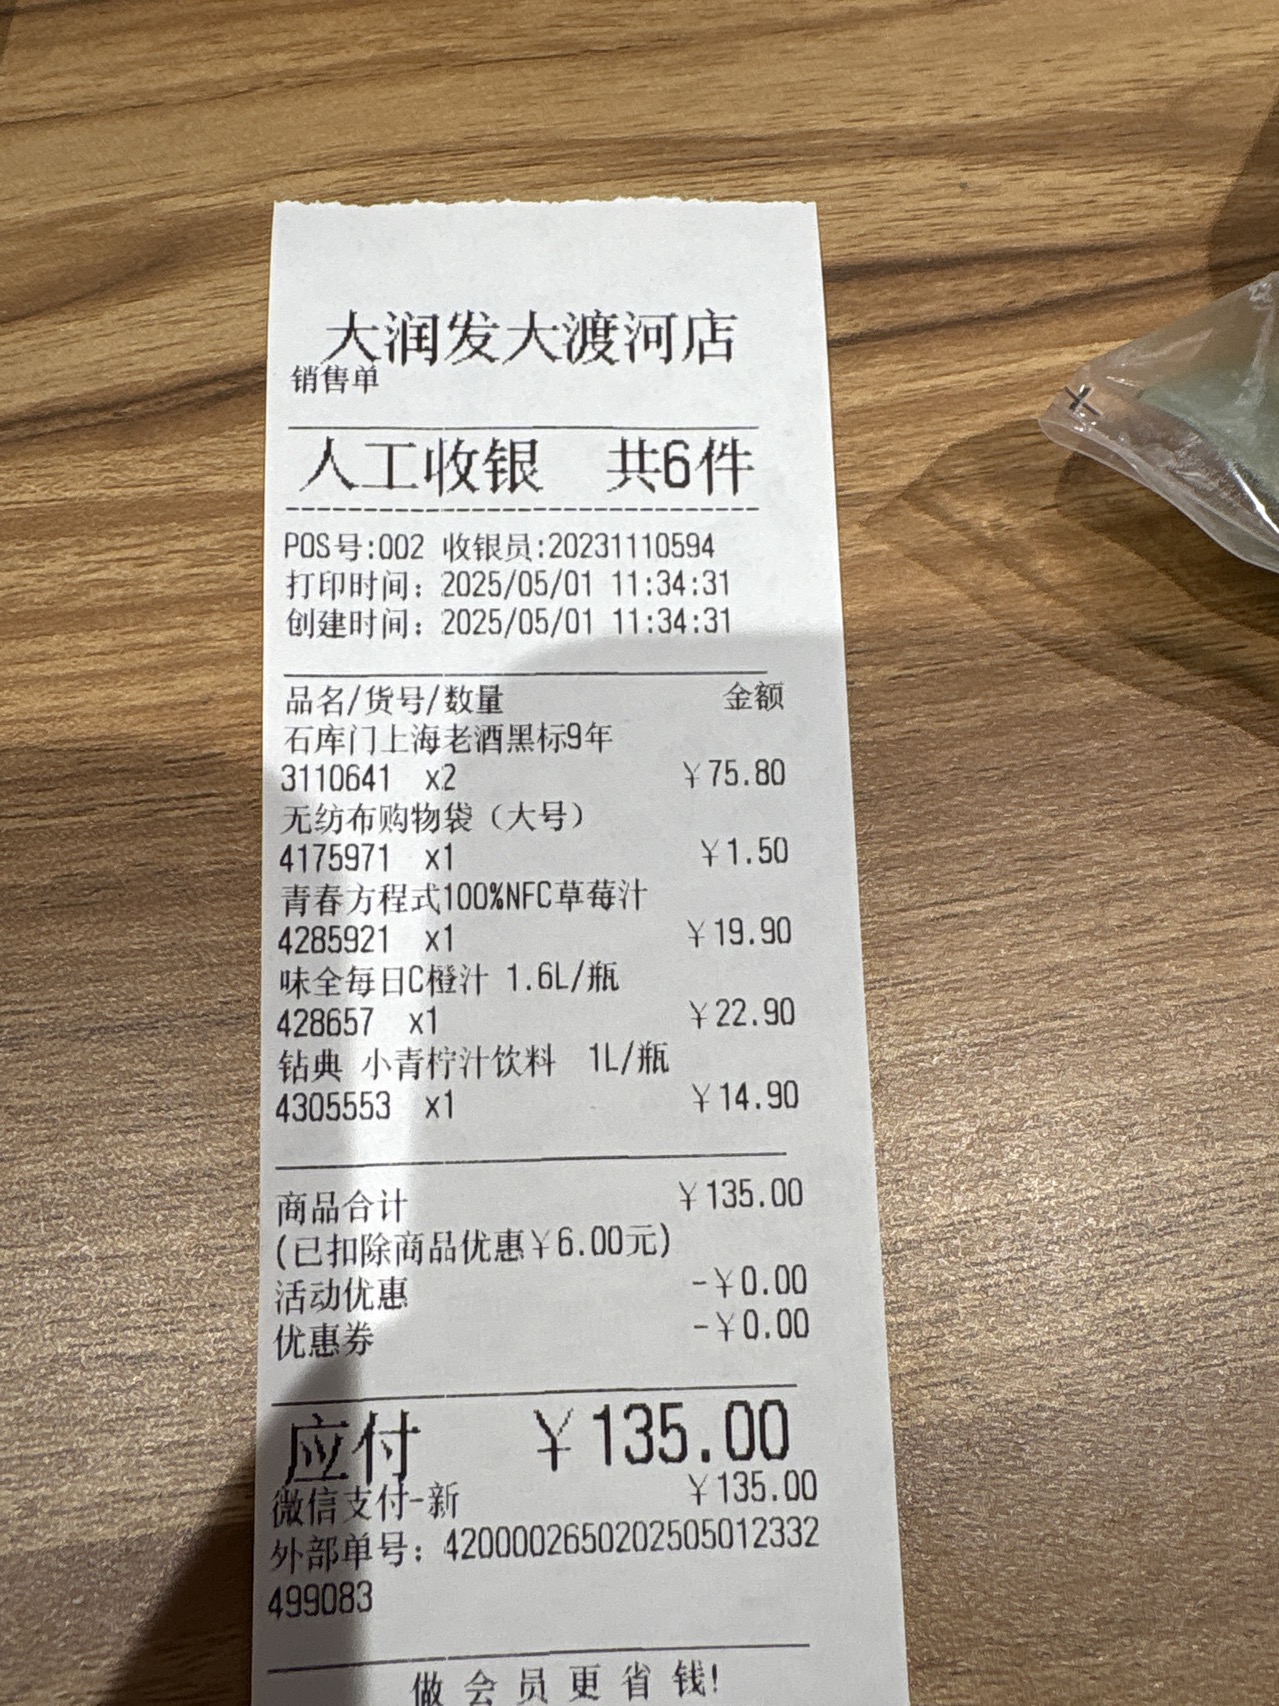 大润发大渡河店
销售单
人工收银 共6件
POS号:002 收银员:20231110594
打印时间: 2025/05/01 11:34:31
创建时间: 2025/05/01 11:34:31
品名/货号/数量 金额
石库门上海老酒黑标9年
3110641 x2 ￥75.80
无纺布购物袋（大号）
4175971 x1 ￥1.50
青春方程式100%NFC草莓汁
4285921 x1 ￥19.90
味全每日C橙汁 1.6L/瓶
428657 x1 ￥22.90
钻典 小青柠汁饮料 1L/瓶
4305553 x1 ￥14.90
商品合计 ￥135.00
(已扣除商品优惠￥6.00元)
活动优惠 -￥0.00
优惠券 -￥0.00
应付 ￥135.00
微信支付-新 ￥135.00
外部单号: 4200002650202505012332
499083
做会员更省钱!